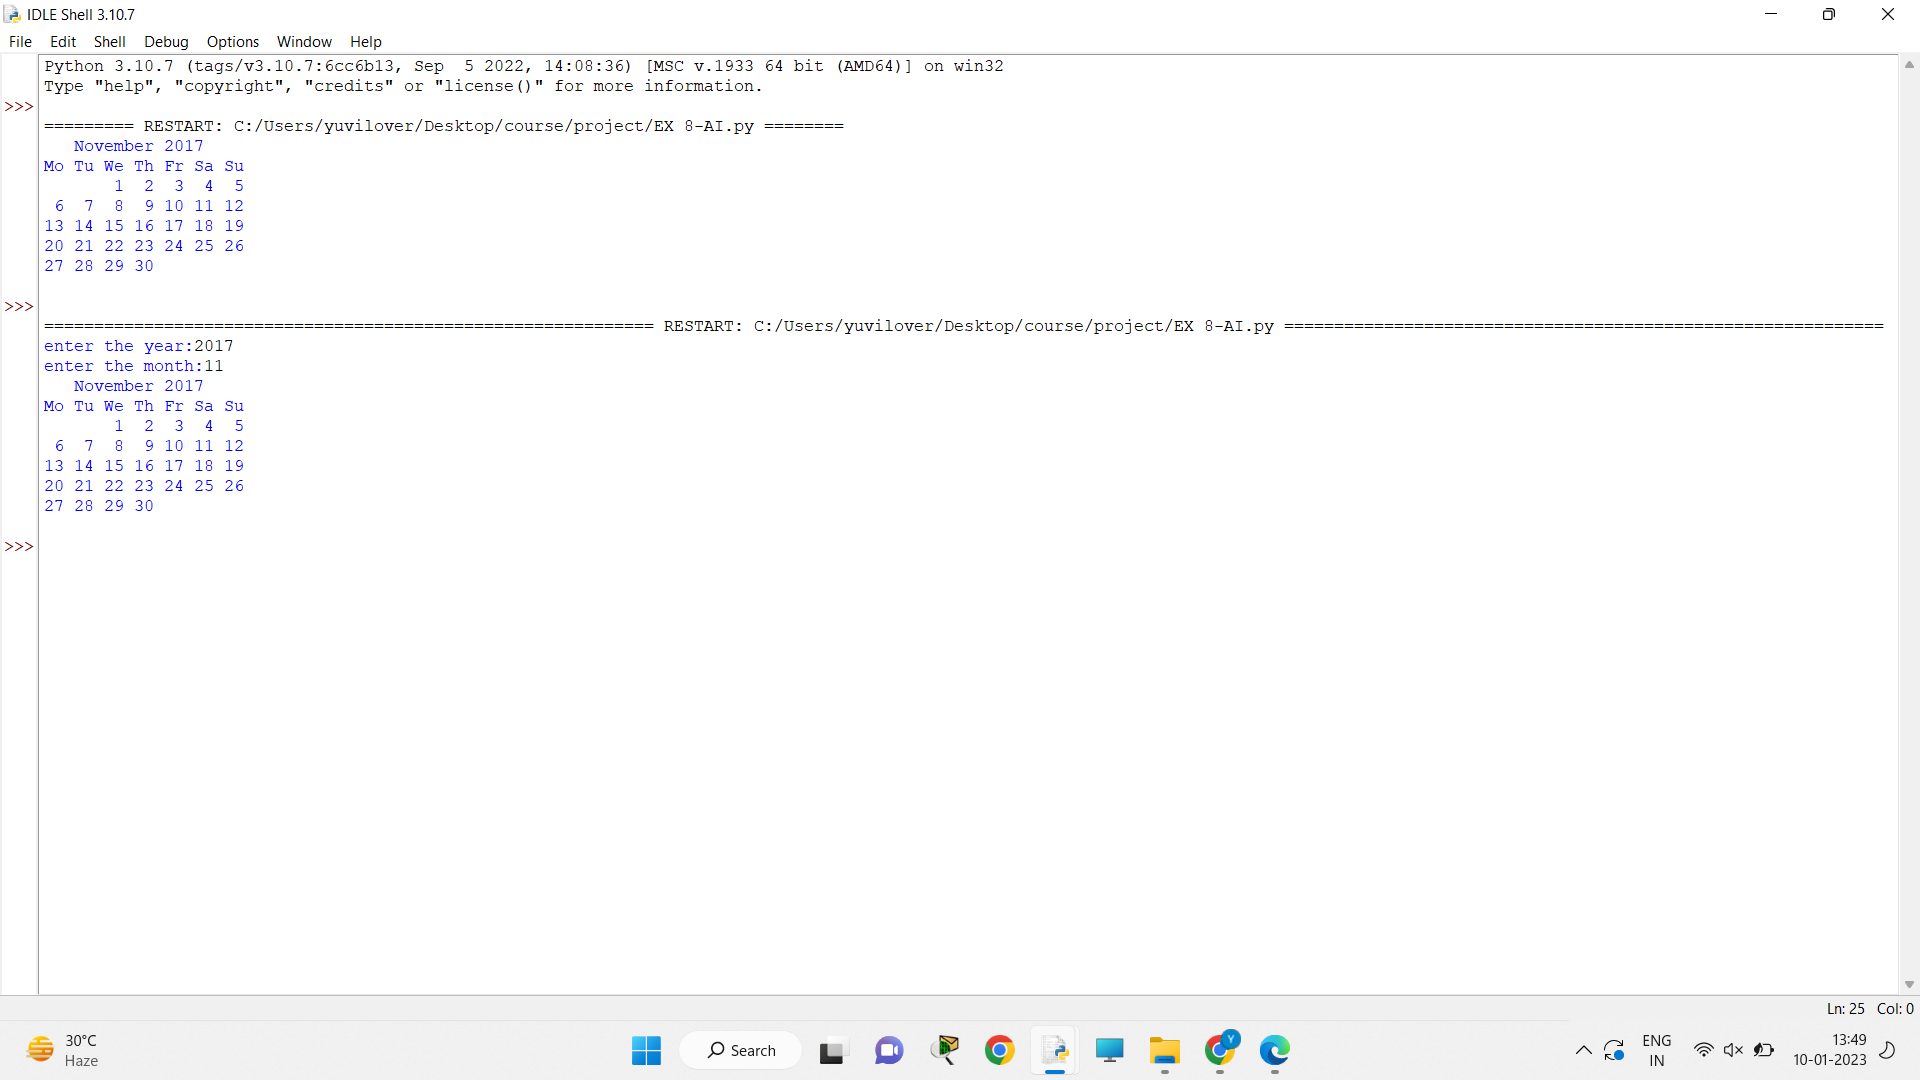 IDLE Shell 3.10.7
File Edit Shell Debug Options Window Help
Python 3.10.7 (tags/v3.10.7:6cc6b13, Sep  5 2022, 14:08:36) [MSC v.1933 64 bit (AMD64)] on win32
Type "help", "copyright", "credits" or "license()" for more information.
>>>
========= RESTART: C:/Users/yuvilover/Desktop/course/project/EX 8-AI.py ========
   November 2017
Mo Tu We Th Fr Sa Su
       1  2  3  4  5
 6  7  8  9 10 11 12
13 14 15 16 17 18 19
20 21 22 23 24 25 26
27 28 29 30
>>>
============================================================= RESTART: C:/Users/yuvilover/Desktop/course/project/EX 8-AI.py ============================================================
enter the year:2017
enter the month:11
   November 2017
Mo Tu We Th Fr Sa Su
       1  2  3  4  5
 6  7  8  9 10 11 12
13 14 15 16 17 18 19
20 21 22 23 24 25 26
27 28 29 30
>>>
Ln: 25 Col: 0
30°C
Haze
Search
Y
ENG
IN
13:49
10-01-2023